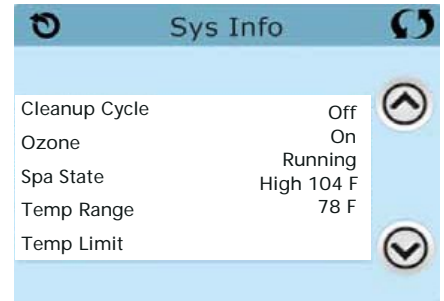 Sys Info
Cleanup Cycle Off
Ozone On
Spa State Running
Temp Range High 104 F
Temp Limit 78 F